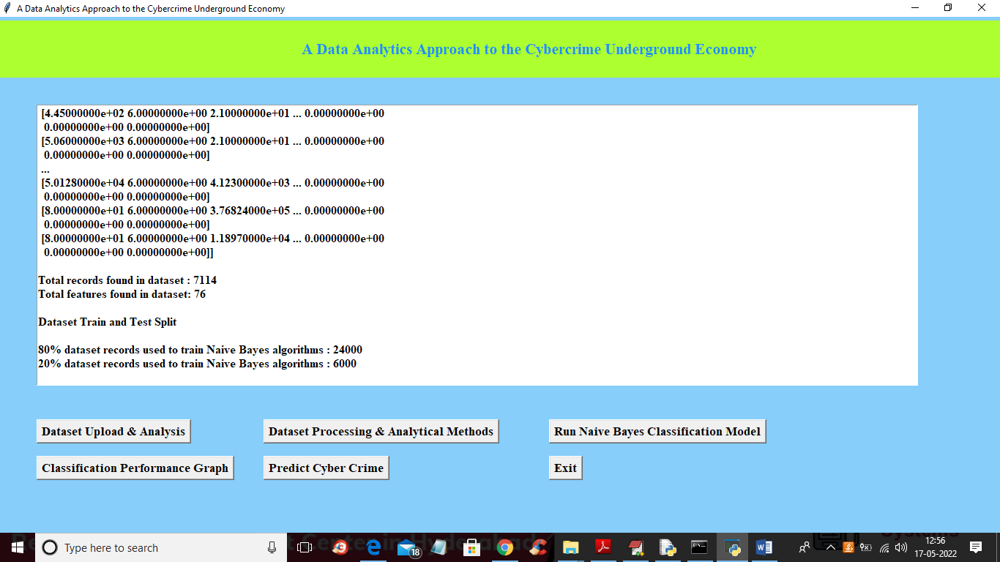 A Data Analytics Approach to the Cybercrime Underground Economy
A Data Analytics Approach to the Cybercrime Underground Economy
[4.45000000e+02 6.00000000e+00 2.10000000e+01 ... 0.00000000e+00
0.00000000e+00 0.00000000e+00]
[5.06000000e+03 6.00000000e+00 2.10000000e+01 ... 0.00000000e+00
0.00000000e+00 0.00000000e+00]
...
[5.01280000e+04 6.00000000e+00 4.12300000e+03 ... 0.00000000e+00
0.00000000e+00 0.00000000e+00]
[8.00000000e+01 6.00000000e+00 3.76824000e+05 ... 0.00000000e+00
0.00000000e+00 0.00000000e+00]
[8.00000000e+01 6.00000000e+00 1.18970000e+04 ... 0.00000000e+00
0.00000000e+00 0.00000000e+00]]
Total records found in dataset : 7114
Total features found in dataset: 76
Dataset Train and Test Split
80% dataset records used to train Naive Bayes algorithms : 24000
20% dataset records used to train Naive Bayes algorithms : 6000
Dataset Upload & Analysis
Dataset Processing & Analytical Methods
Run Naive Bayes Classification Model
Classification Performance Graph
Predict Cyber Crime
Exit
Type here to search
18
12:56
17-05-2022